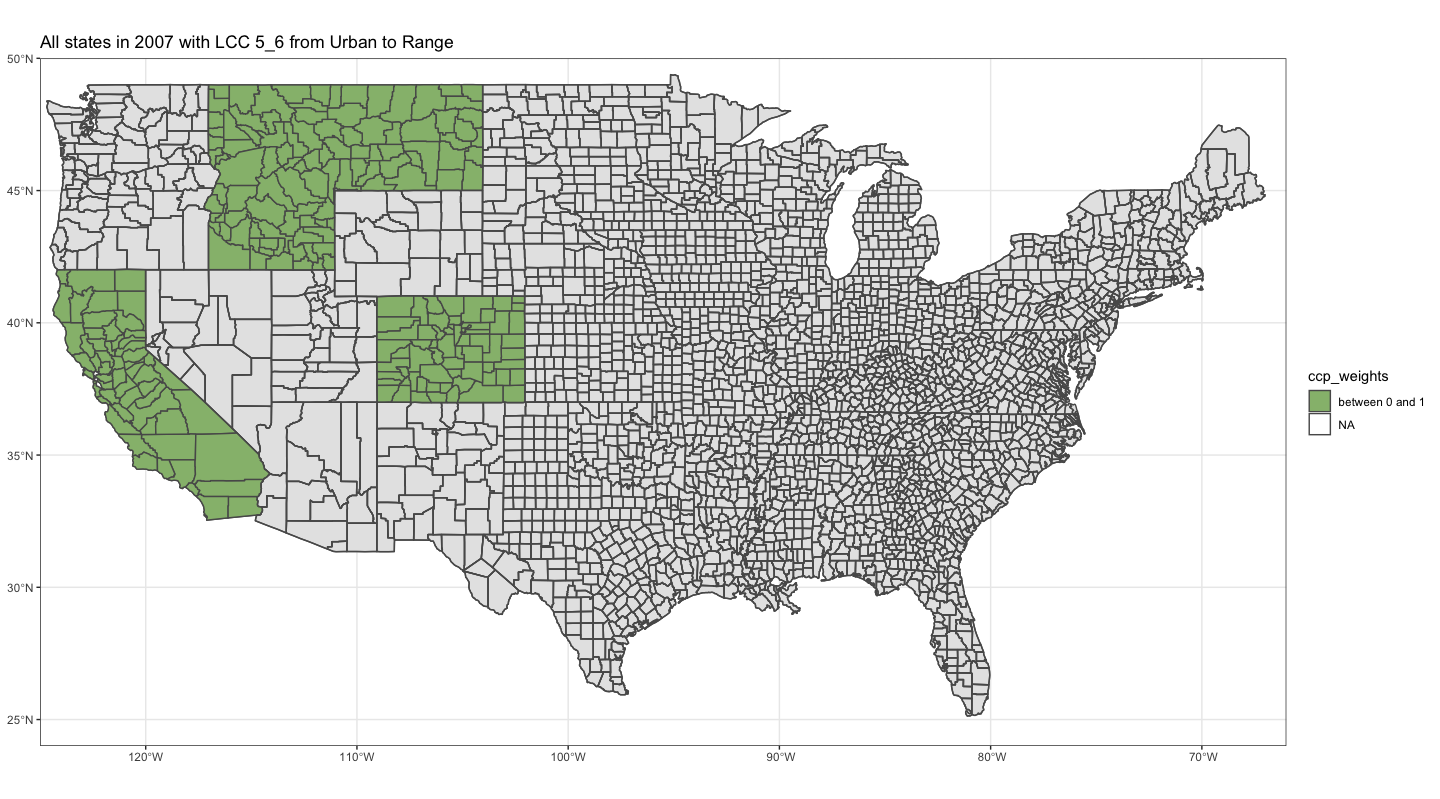 All states in 2007 with LCC 5_6 from Urban to Range
50°N
45°N
40°N
35°N
30°N
25°N
120°W 110°W 100°W 90°W 80°W 70°W
ccp_weights
between 0 and 1
NA